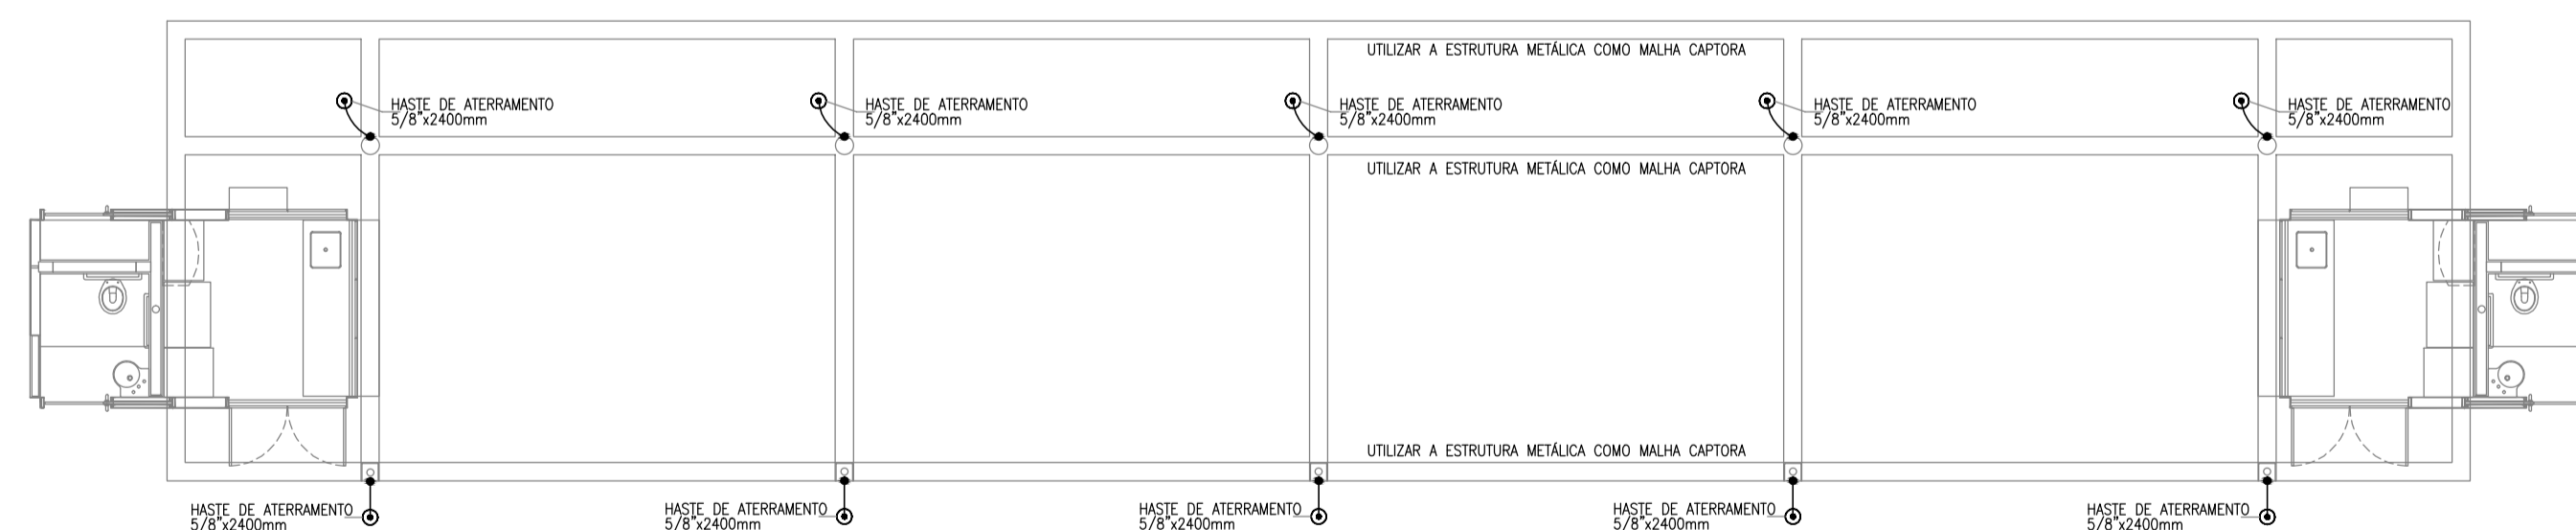 UTILIZAR A ESTRUTURA METÁLICA COMO MALHA CAPTORA
HASTE DE ATERRAMENTO
5/8"x2400mm
HASTE DE ATERRAMENTO
5/8"x2400mm
HASTE DE ATERRAMENTO
5/8"x2400mm
HASTE DE ATERRAMENTO
5/8"x2400mm
HASTE DE ATERRAMENTO
5/8"x2400mm
UTILIZAR A ESTRUTURA METÁLICA COMO MALHA CAPTORA
UTILIZAR A ESTRUTURA METÁLICA COMO MALHA CAPTORA
HASTE DE ATERRAMENTO
5/8"x2400mm
HASTE DE ATERRAMENTO
5/8"x2400mm
HASTE DE ATERRAMENTO
5/8"x2400mm
HASTE DE ATERRAMENTO
5/8"x2400mm
HASTE DE ATERRAMENTO
5/8"x2400mm